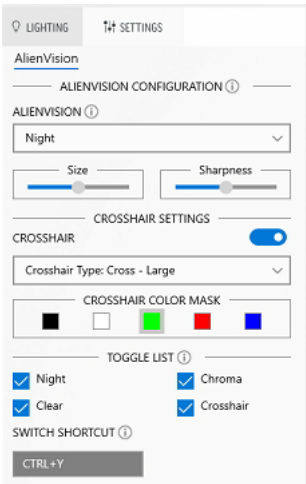 LIGHTING SETTINGS
AlienVision
ALIENVISION CONFIGURATION
ALIENVISION
Night
Size Sharpness
CROSSHAIR SETTINGS
CROSSHAIR
Crosshair Type: Cross - Large
CROSSHAIR COLOR MASK
TOGGLE LIST
Night Chroma
Clear Crosshair
SWITCH SHORTCUT
CTRL+Y